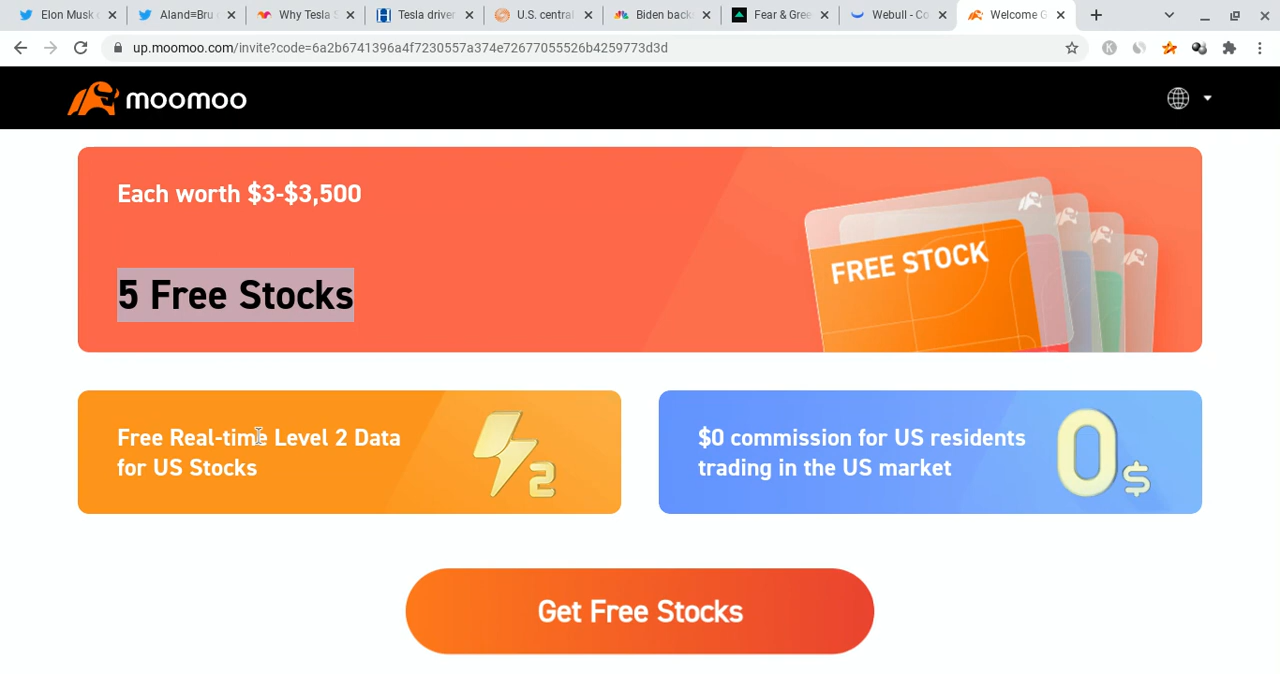 Elon Musk
Aland≡Bru
Why Tesla S
Tesla driver
U.S. central
Biden back
Fear & Gree
Webull - Co
Welcome G
up.moomoo.com/invite?code=6a2b6741396a4f7230557a374e72677055526b4259773d3d
K
moomoo
Each worth $3-$3,500
5 Free Stocks
FREE STOCK
Free Real-time Level 2 Data
for US Stocks
2
$0 commission for US residents
trading in the US market
0$
Get Free Stocks